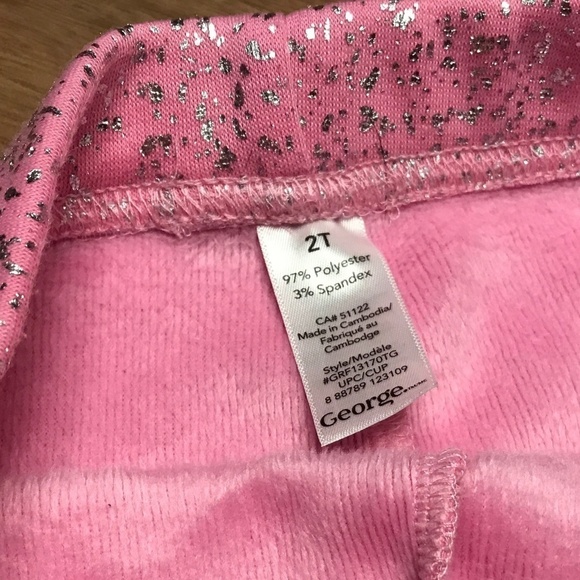 2T
97% Polyester
3% Spandex
CA# 51122
Made in Cambodia/
Fabriqué au
Cambodge
Style/Modèle
#GRF13170TG
UPC/CUP
8 88789 123109
George